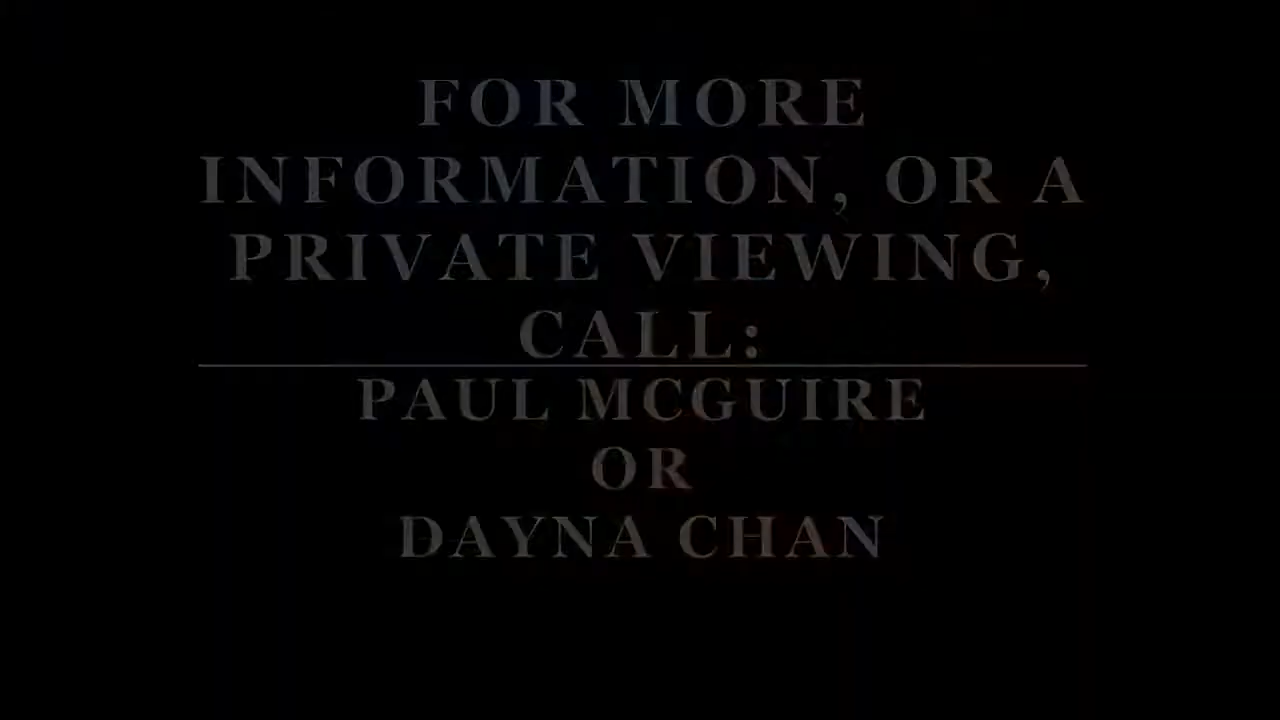 FOR MORE
INFORMATION, OR A
PRIVATE VIEWING,
CALL:
PAUL MCGUIRE
OR
DAYNA CHAN